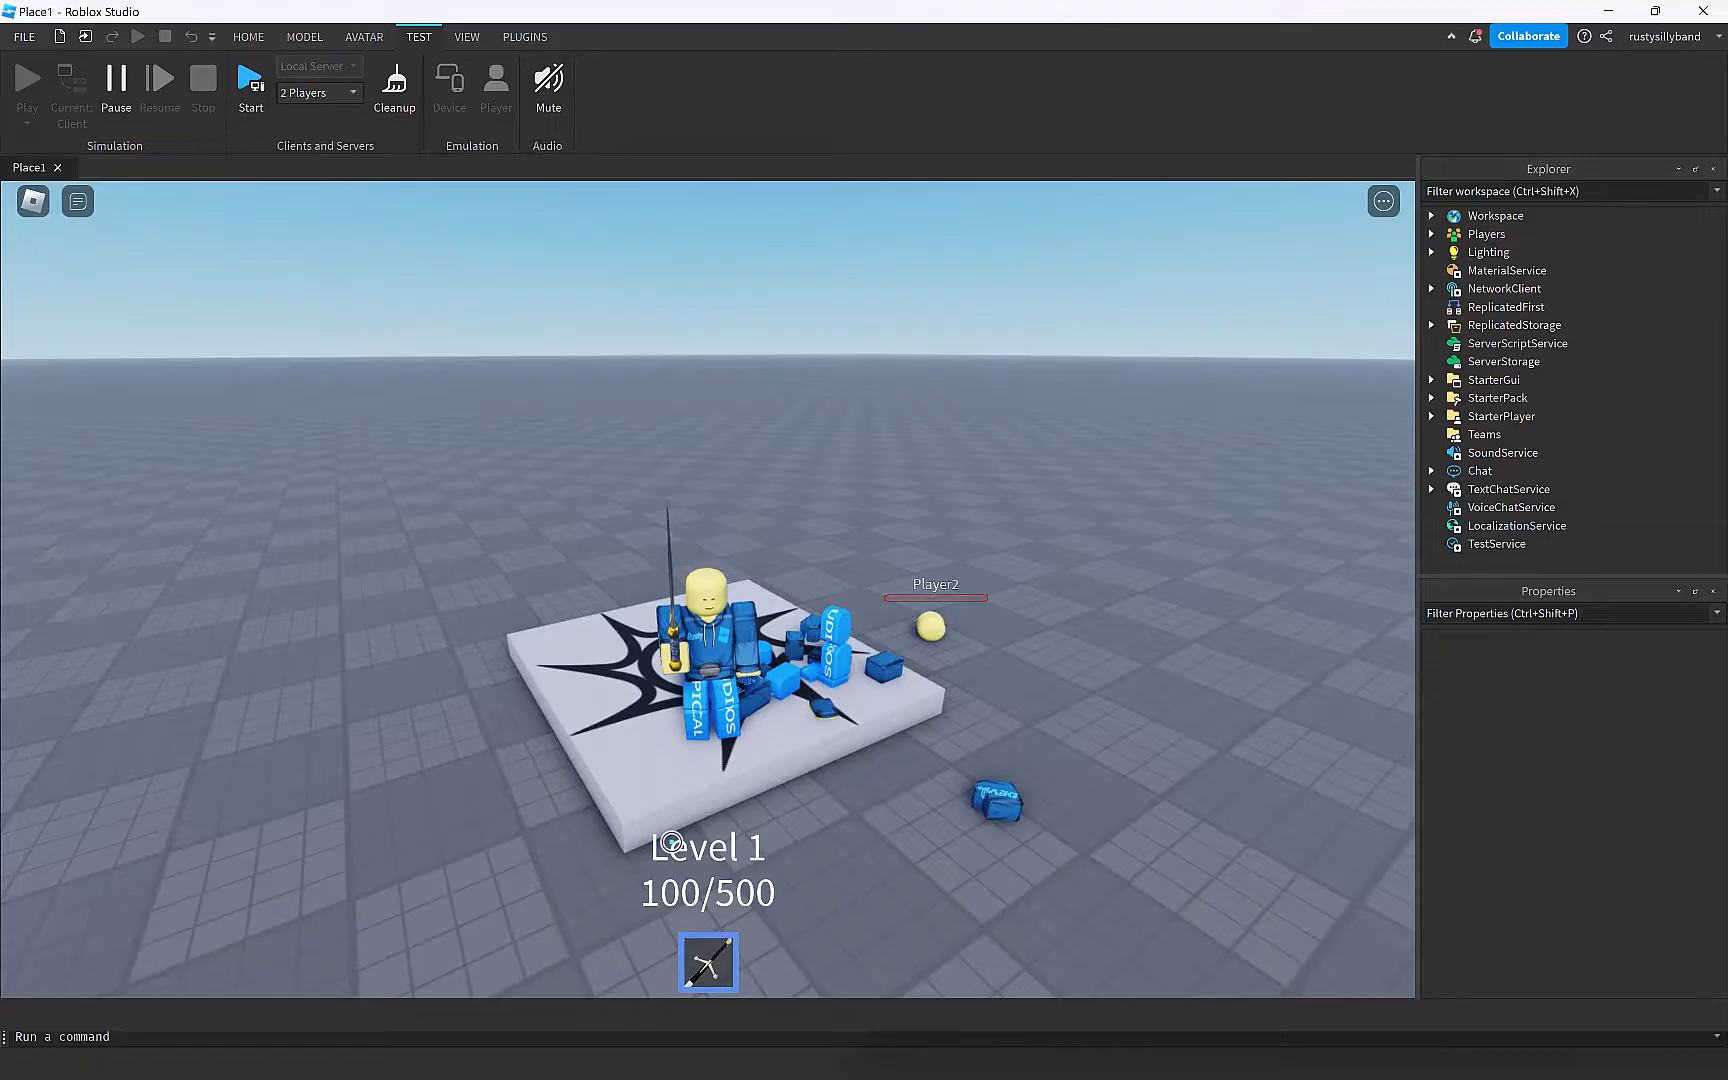 Place1 - Roblox Studio
FILE HOME MODEL AVATAR TEST VIEW PLUGINS Collaborate rustysillyband
Play Current: Client Pause Resume Stop
Start Local Server 2 Players Cleanup
Device Player Mute
Simulation Clients and Servers Emulation Audio
Place1
Explorer
Filter workspace (Ctrl+Shift+X)
Workspace
Players
Lighting
MaterialService
NetworkClient
ReplicatedFirst
ReplicatedStorage
ServerScriptService
ServerStorage
StarterGui
StarterPack
StarterPlayer
Teams
SoundService
Chat
TextChatService
VoiceChatService
LocalizationService
TestService
Properties
Filter Properties (Ctrl+Shift+P)
Player2
Level 1
100/500
Run a command